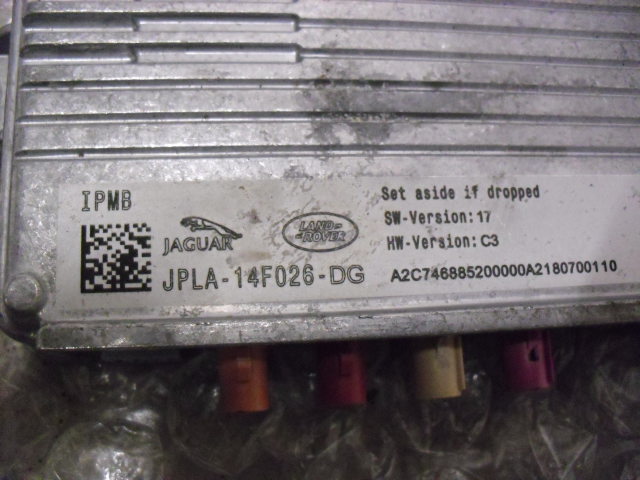 IPMB
JAGUAR
LAND-
-ROVER
JPLA-14F026-DG
Set aside if dropped
SW-Version: 17
HW-Version: C3
A2C746885200000A2180700110